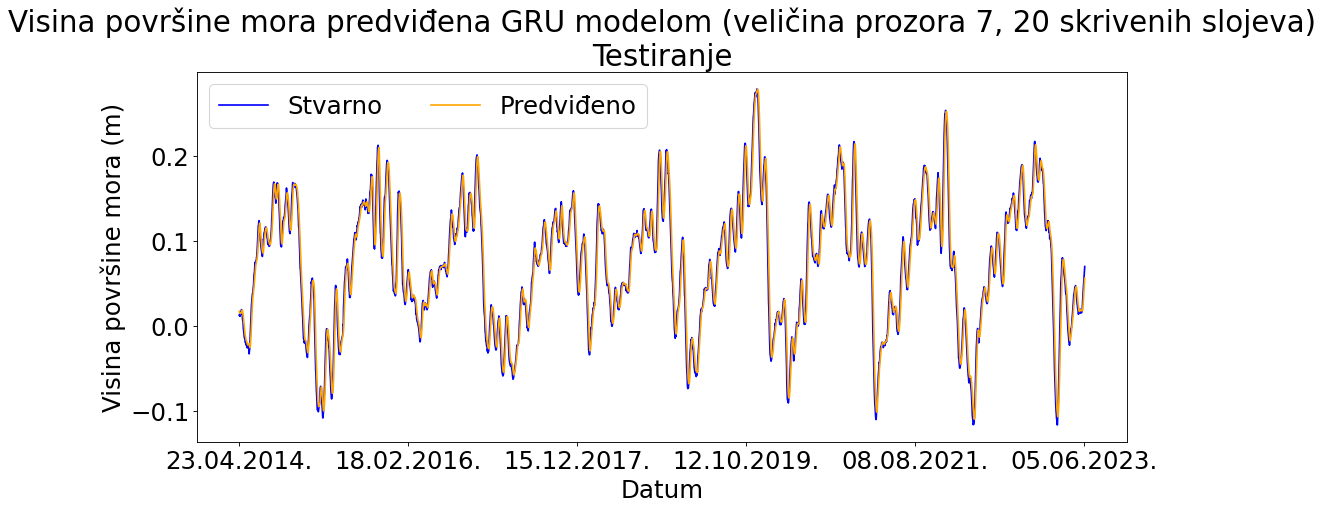 Visina površine mora predviđena GRU modelom (veličina prozora 7, 20 skrivenih slojeva)
Testiranje
Stvarno Predviđeno
Visina površine mora (m)
0.2
0.1
0.0
−0.1
23.04.2014. 18.02.2016. 15.12.2017. 12.10.2019. 08.08.2021. 05.06.2023.
Datum